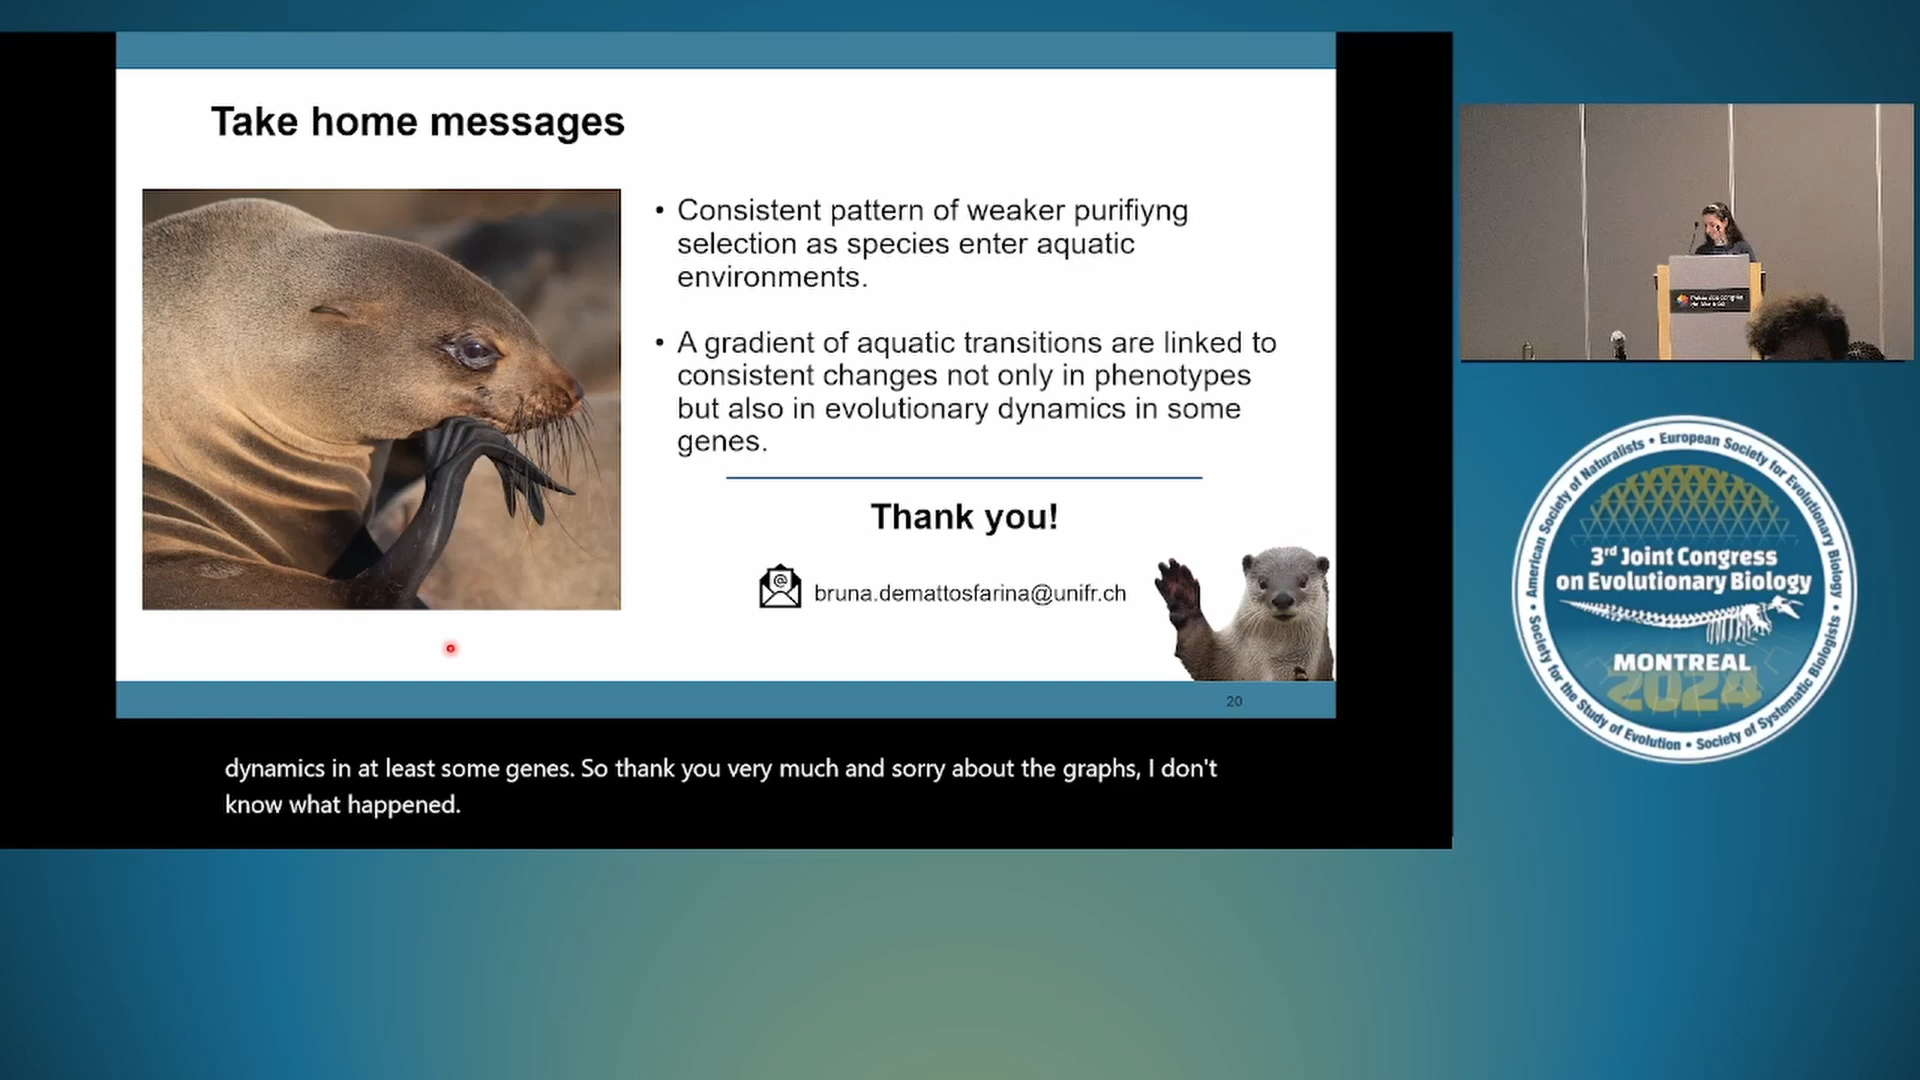 Take home messages
• Consistent pattern of weaker purifiyng
selection as species enter aquatic
environments.
• A gradient of aquatic transitions are linked to
consistent changes not only in phenotypes
but also in evolutionary dynamics in some
genes.
Thank you!
@
bruna.demattosfarina@unifr.ch
20
dynamics in at least some genes. So thank you very much and sorry about the graphs, I don't
know what happened.
American Society of Naturalists • European Society for Evolutionary Biology •
Society for the Study of Evolution • Society of Systematic Biologists •
3rd Joint Congress
on Evolutionary Biology
MONTREAL
2024